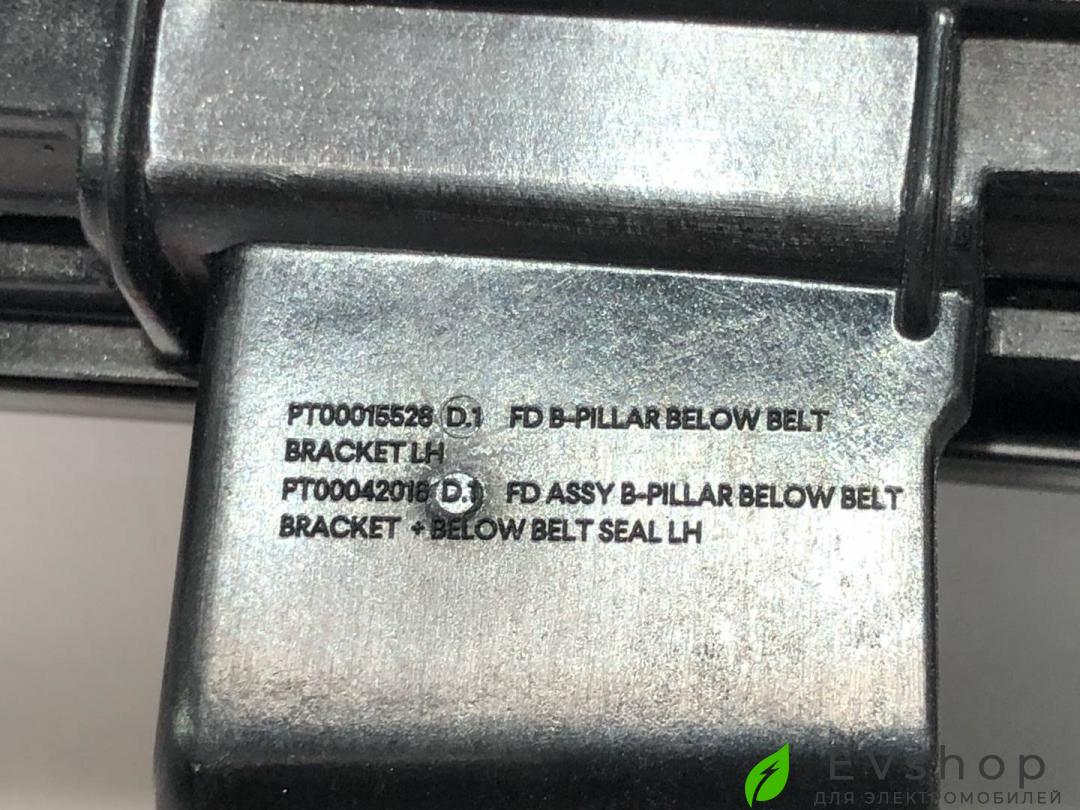 PT00015528 D.1 FD B-PILLAR BELOW BELT
BRACKET LH
PT00042018 D.1 FD ASSY B-PILLAR BELOW BELT
BRACKET + BELOW BELT SEAL LH
Evshop
ДЛЯ ЭЛЕКТРОМОБИЛЕЙ